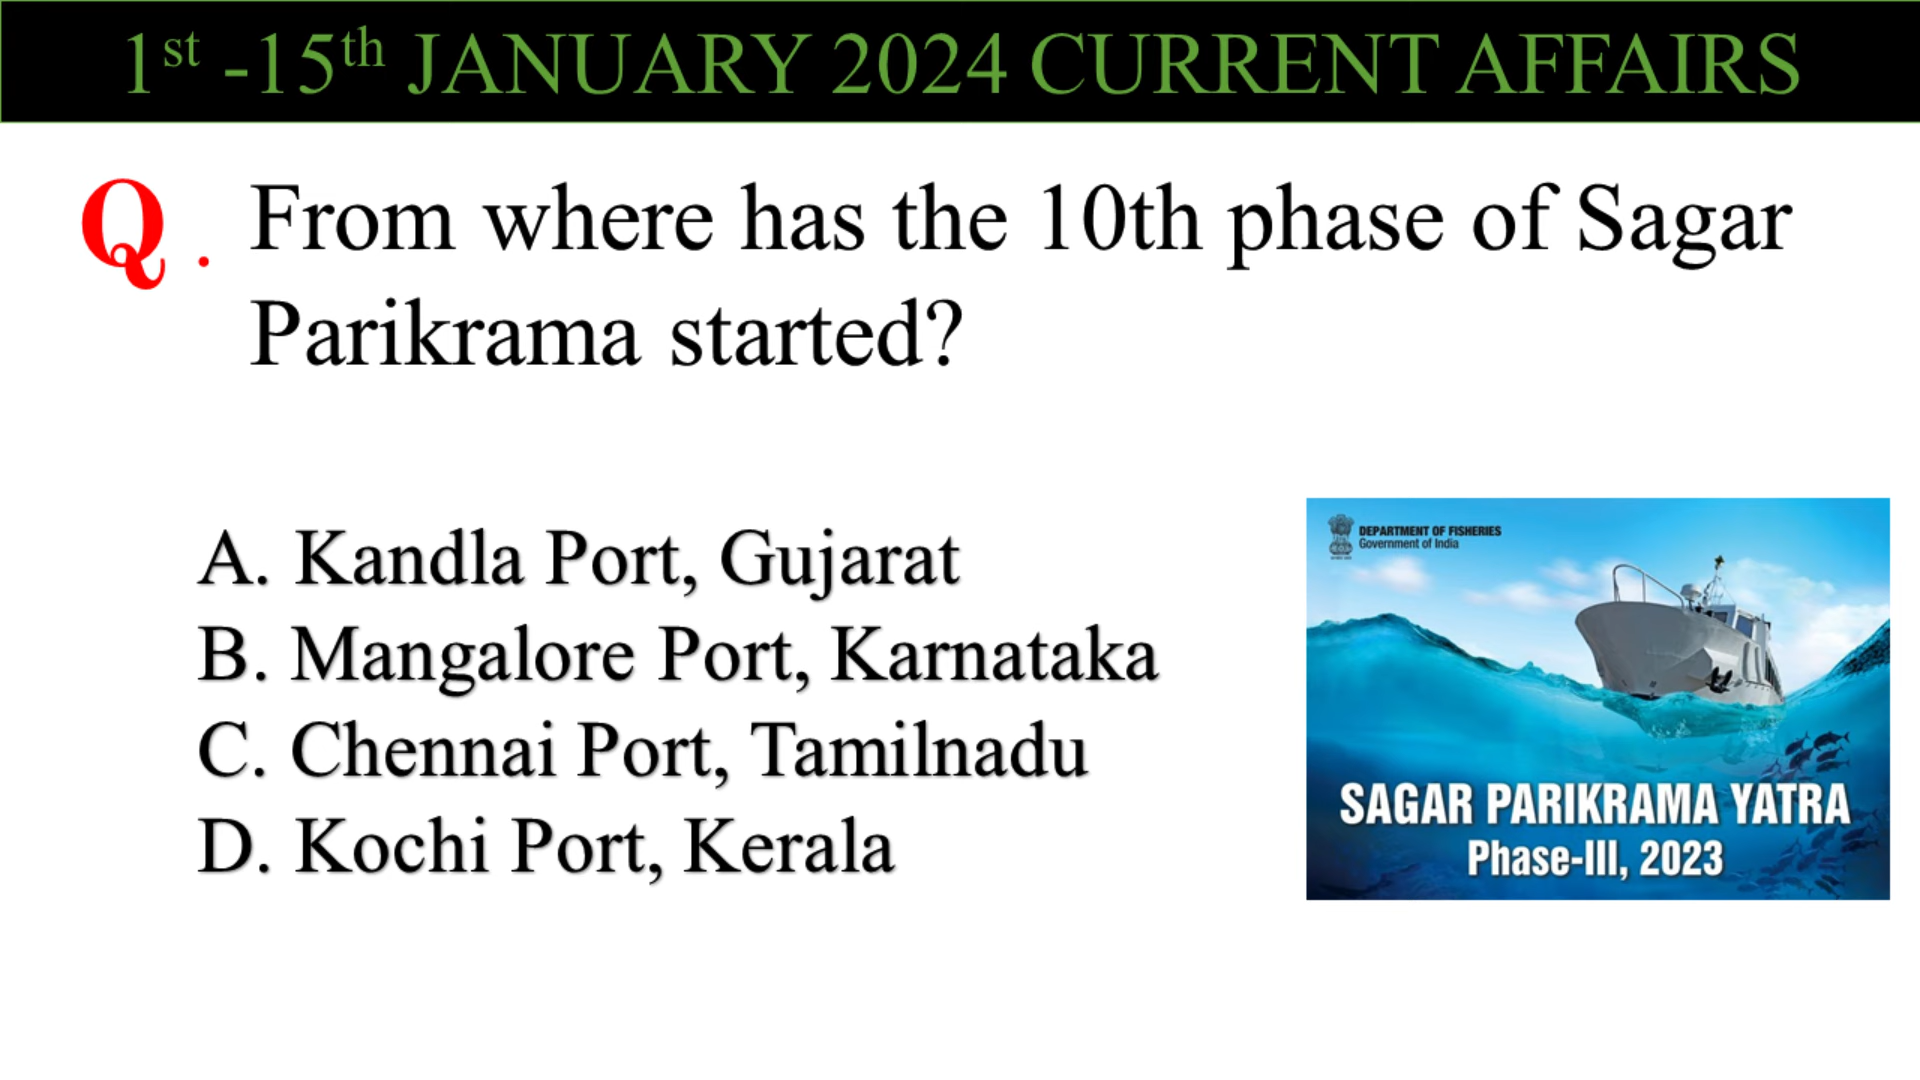 1st -15th JANUARY 2024 CURRENT AFFAIRS
Q . From where has the 10th phase of Sagar
Parikrama started?
A. Kandla Port, Gujarat
B. Mangalore Port, Karnataka
C. Chennai Port, Tamilnadu
D. Kochi Port, Kerala
DEPARTMENT OF FISHERIES
Government of India
SAGAR PARIKRAMA YATRA
Phase-III, 2023